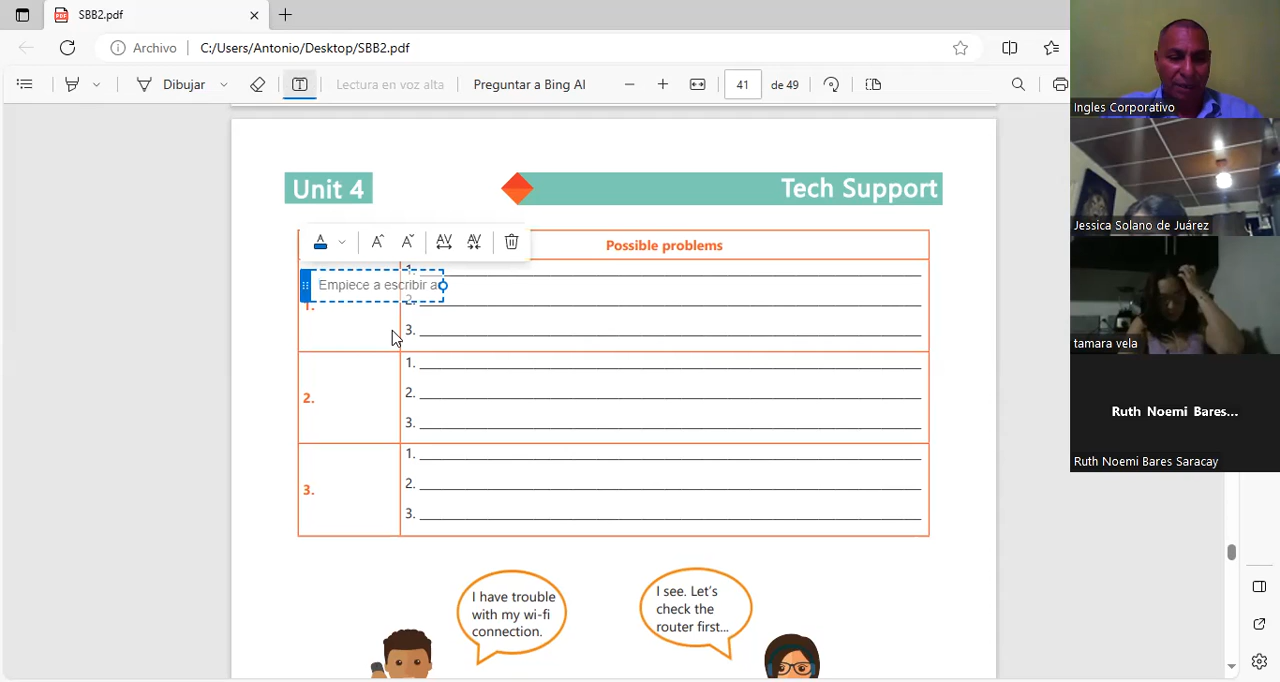 SBB2.pdf
Archivo
C:/Users/Antonio/Desktop/SBB2.pdf
Dibujar
Lectura en voz alta
Preguntar a Bing AI
41
de 49
Unit 4
Tech Support
Possible problems
Empiece a escribir a
1.
1.
2.
3.
2.
1.
2.
3.
3.
1.
2.
3.
I have trouble
with my wi-fi
connection.
I see. Let's
check the
router first...
Ingles Corporativo
Jessica Solano de Juárez
tamara vela
Ruth Noemi Bares...
Ruth Noemi Bares Saracay